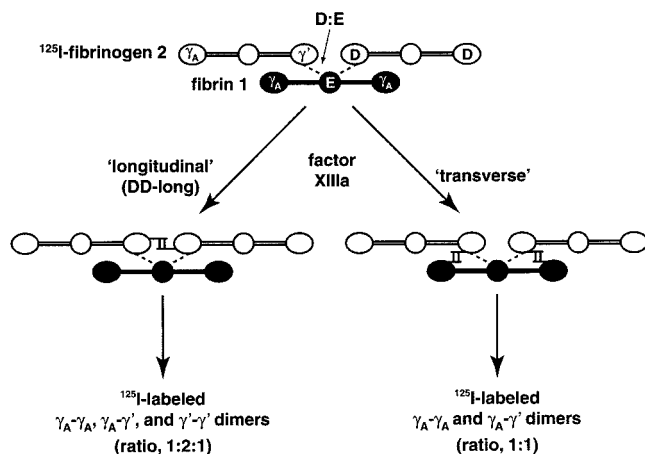 D:E
¹²⁵I-fibrinogen 2
γA γ' D D
fibrin 1
γA E γA
'longitudinal'
(DD-long)
factor
XIIIa
'transverse'
¹²⁵I-labeled
γA-γA, γA-γ', and γ'-γ' dimers
(ratio, 1:2:1)
¹²⁵I-labeled
γA-γA and γA-γ' dimers
(ratio, 1:1)